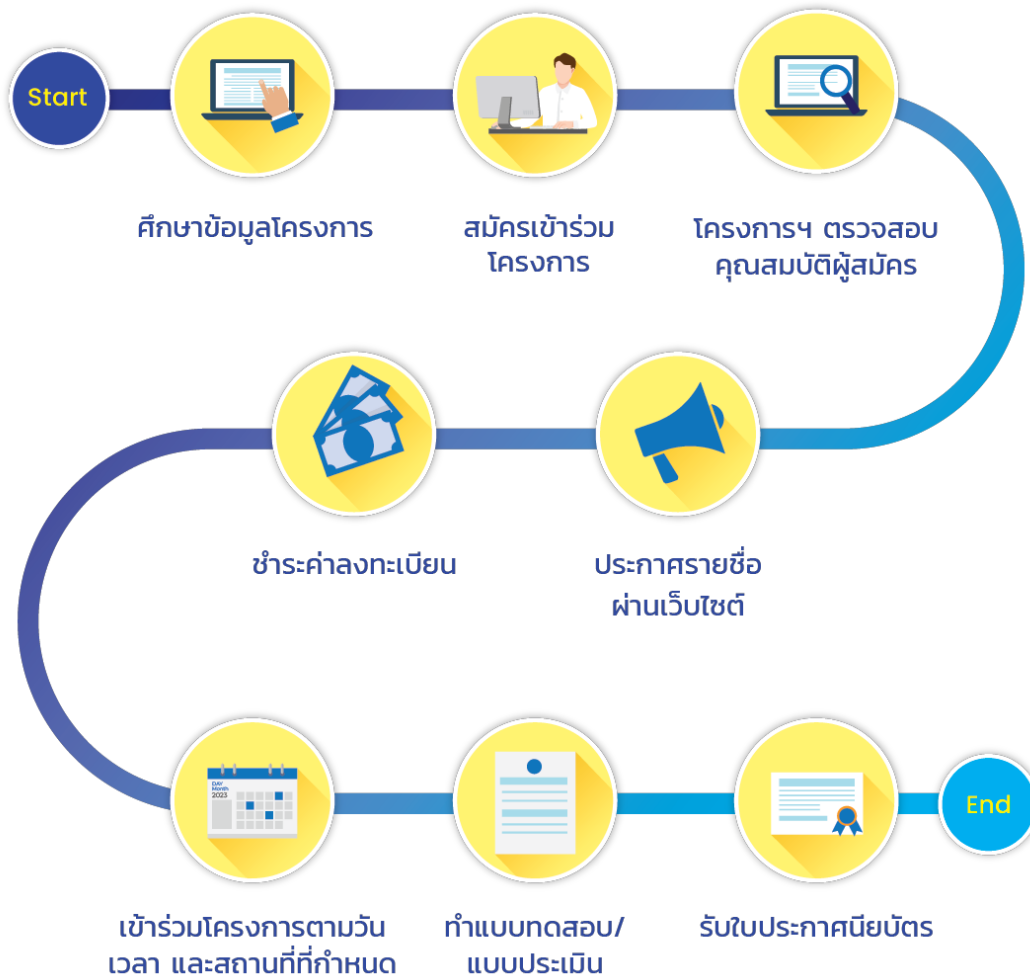 Start
ศึกษาข้อมูลโครงการ
สมัครเข้าร่วม
โครงการ
โครงการฯ ตรวจสอบ
คุณสมบัติผู้สมัคร
ประกาศรายชื่อ
ผ่านเว็บไซต์
ชำระค่าลงทะเบียน
DAY
Month
2023
เข้าร่วมโครงการตามวัน
เวลา และสถานที่ที่กำหนด
ทำแบบทดสอบ/
แบบประเมิน
รับใบประกาศนียบัตร
End